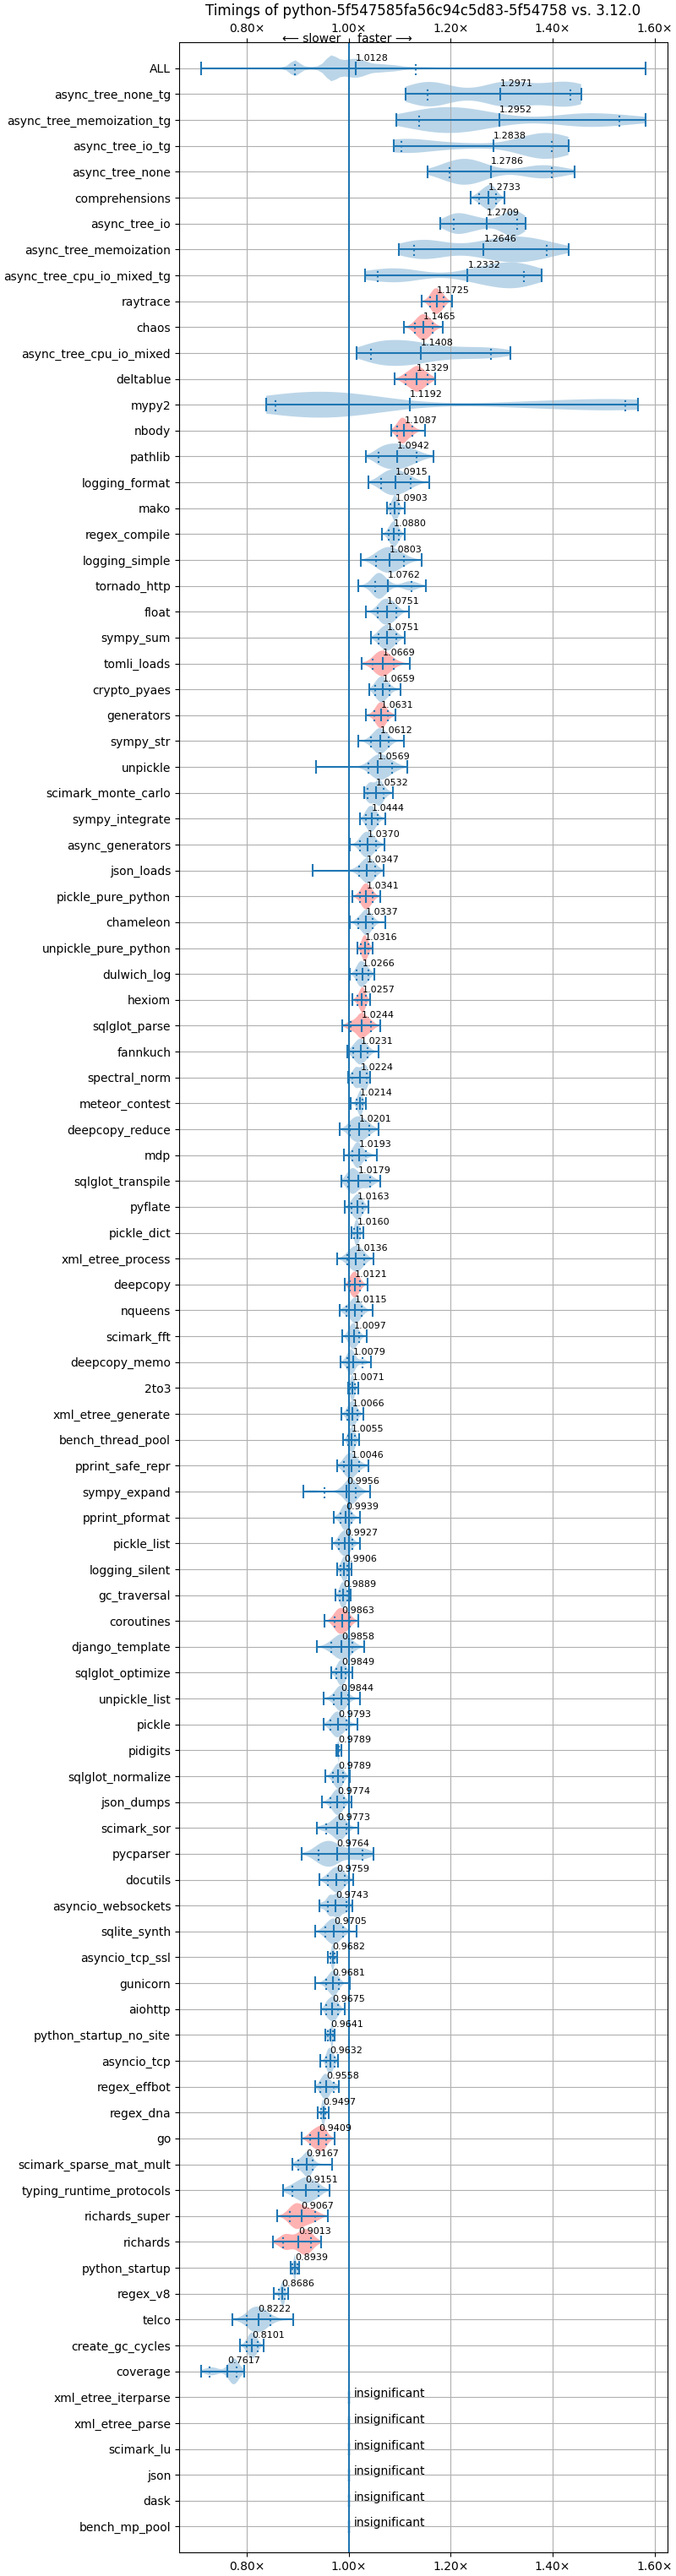 Timings of python-5f547585fa56c94c5d83-5f54758 vs. 3.12.0
0.80× 1.00× 1.20× 1.40× 1.60×
⟵ slower faster ⟶
ALL 1.0128
async_tree_none_tg 1.2971
async_tree_memoization_tg 1.2952
async_tree_io_tg 1.2838
async_tree_none 1.2786
comprehensions 1.2733
async_tree_io 1.2709
async_tree_memoization 1.2646
async_tree_cpu_io_mixed_tg 1.2332
raytrace 1.1725
chaos 1.1465
async_tree_cpu_io_mixed 1.1408
deltablue 1.1329
mypy2 1.1192
nbody 1.1087
pathlib 1.0942
logging_format 1.0915
mako 1.0903
regex_compile 1.0880
logging_simple 1.0803
tornado_http 1.0762
float 1.0751
sympy_sum 1.0751
tomli_loads 1.0669
crypto_pyaes 1.0659
generators 1.0631
sympy_str 1.0612
unpickle 1.0569
scimark_monte_carlo 1.0532
sympy_integrate 1.0444
async_generators 1.0370
json_loads 1.0347
pickle_pure_python 1.0341
chameleon 1.0337
unpickle_pure_python 1.0316
dulwich_log 1.0266
hexiom 1.0257
sqlglot_parse 1.0244
fannkuch 1.0231
spectral_norm 1.0224
meteor_contest 1.0214
deepcopy_reduce 1.0201
mdp 1.0193
sqlglot_transpile 1.0179
pyflate 1.0163
pickle_dict 1.0160
xml_etree_process 1.0136
deepcopy 1.0121
nqueens 1.0115
scimark_fft 1.0097
deepcopy_memo 1.0079
2to3 1.0071
xml_etree_generate 1.0066
bench_thread_pool 1.0055
pprint_safe_repr 1.0046
sympy_expand 0.9956
pprint_pformat 0.9939
pickle_list 0.9927
logging_silent 0.9906
gc_traversal 0.9889
coroutines 0.9863
django_template 0.9858
sqlglot_optimize 0.9849
unpickle_list 0.9844
pickle 0.9793
pidigits 0.9789
sqlglot_normalize 0.9789
json_dumps 0.9774
scimark_sor 0.9773
pycparser 0.9764
docutils 0.9759
asyncio_websockets 0.9743
sqlite_synth 0.9705
asyncio_tcp_ssl 0.9682
gunicorn 0.9681
aiohttp 0.9675
python_startup_no_site 0.9641
asyncio_tcp 0.9632
regex_effbot 0.9558
regex_dna 0.9497
go 0.9409
scimark_sparse_mat_mult 0.9167
typing_runtime_protocols 0.9151
richards_super 0.9067
richards 0.9013
python_startup 0.8939
regex_v8 0.8686
telco 0.8222
create_gc_cycles 0.8101
coverage 0.7617
xml_etree_iterparse insignificant
xml_etree_parse insignificant
scimark_lu insignificant
json insignificant
dask insignificant
bench_mp_pool insignificant
0.80× 1.00× 1.20× 1.40× 1.60×